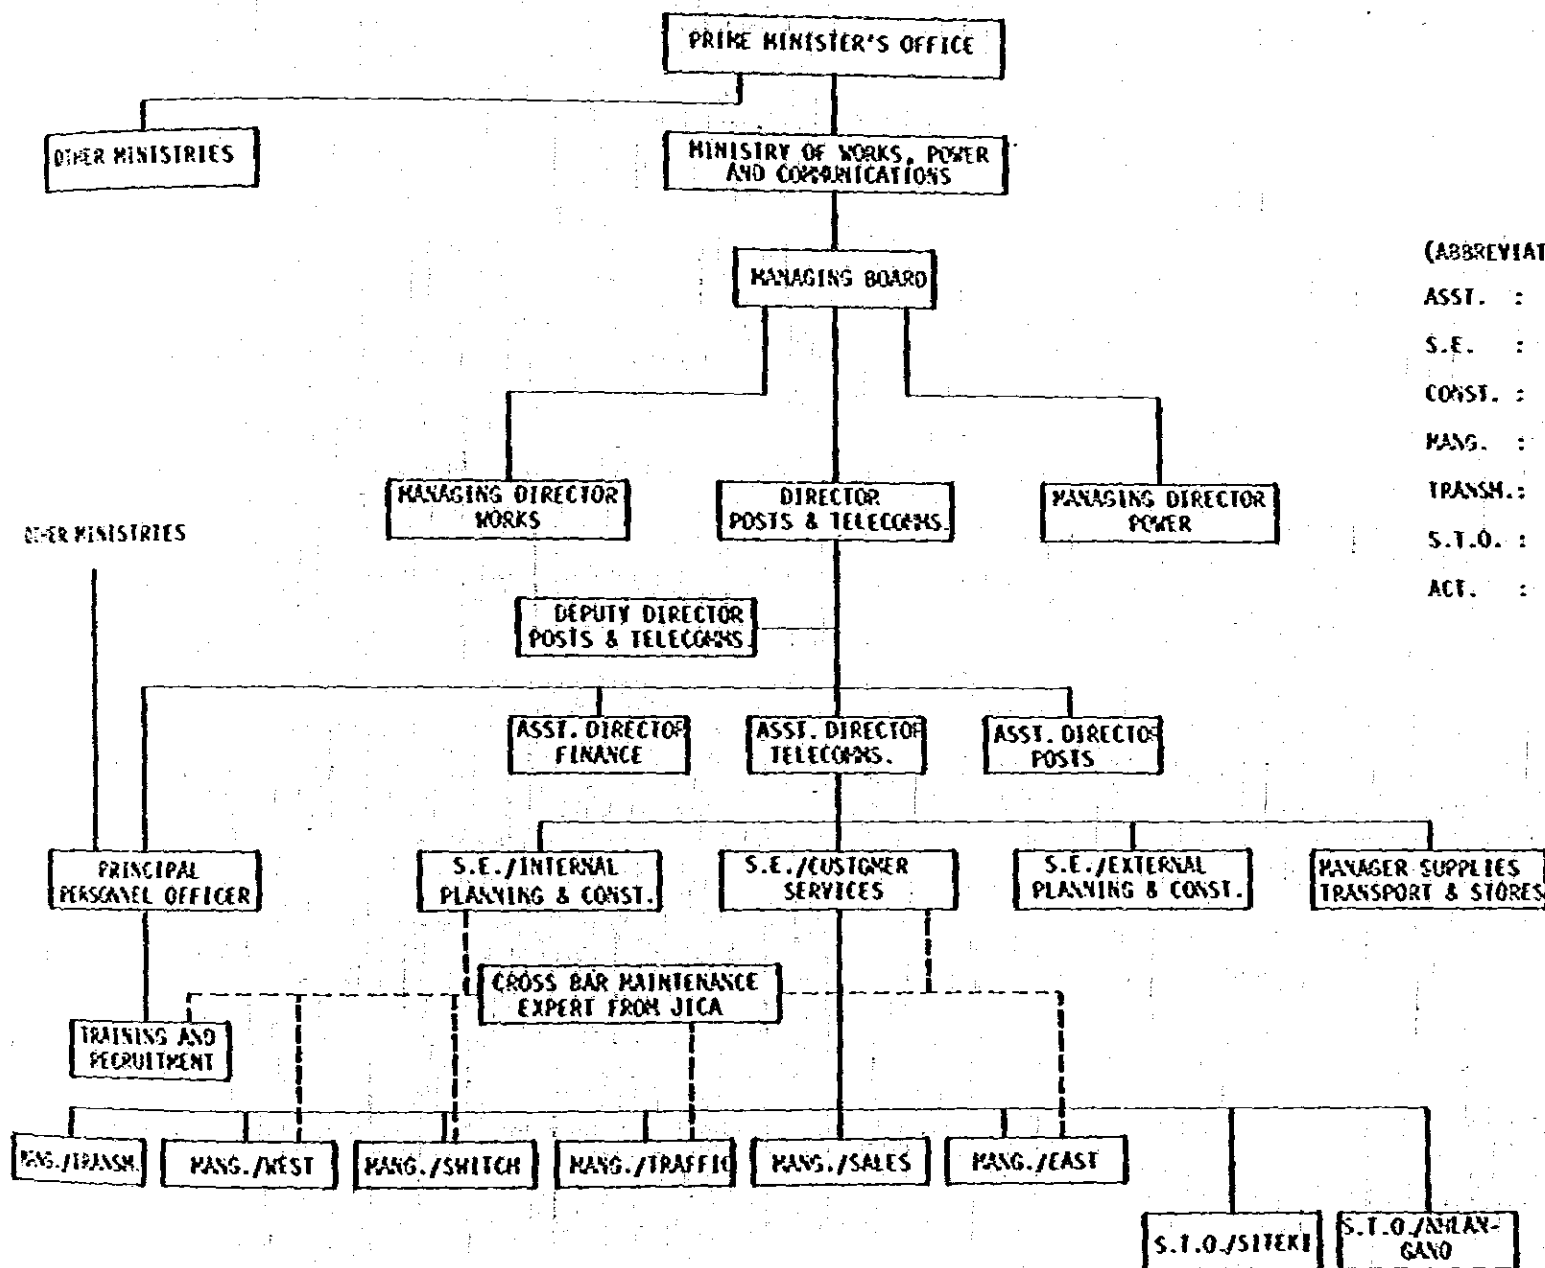 PRIME MINISTER'S OFFICE
OTHER MINISTRIES
MINISTRY OF WORKS, POWER
AND COMMUNICATIONS
MANAGING BOARD
(ABBREVIAT
ASST. :
S.E. :
CONST. :
MANG. :
TRANSM.:
S.T.O. :
ACT. :
MANAGING DIRECTOR
WORKS
DIRECTOR
POSTS & TELECOMMS.
MANAGING DIRECTOR
POWER
OTHER MINISTRIES
DEPUTY DIRECTOR
POSTS & TELECOMMS.
ASST. DIRECTOR
FINANCE
ASST. DIRECTOR
TELECOMMS.
ASST. DIRECTOR
POSTS
PRINCIPAL
PERSONNEL OFFICER
S.E./INTERNAL
PLANNING & CONST.
S.E./CUSTOMER
SERVICES
S.E./EXTERNAL
PLANNING & CONST.
MANAGER SUPPLIES
TRANSPORT & STORES
CROSS BAR MAINTENANCE
EXPERT FROM JICA
TRAINING AND
RECRUITMENT
MANG./TRANSM.
MANG./WEST
MANG./SWITCH
MANG./TRAFFIC
MANG./SALES
MANG./EAST
S.T.O./SITEKI
S.T.O./NHLAN-
GANO